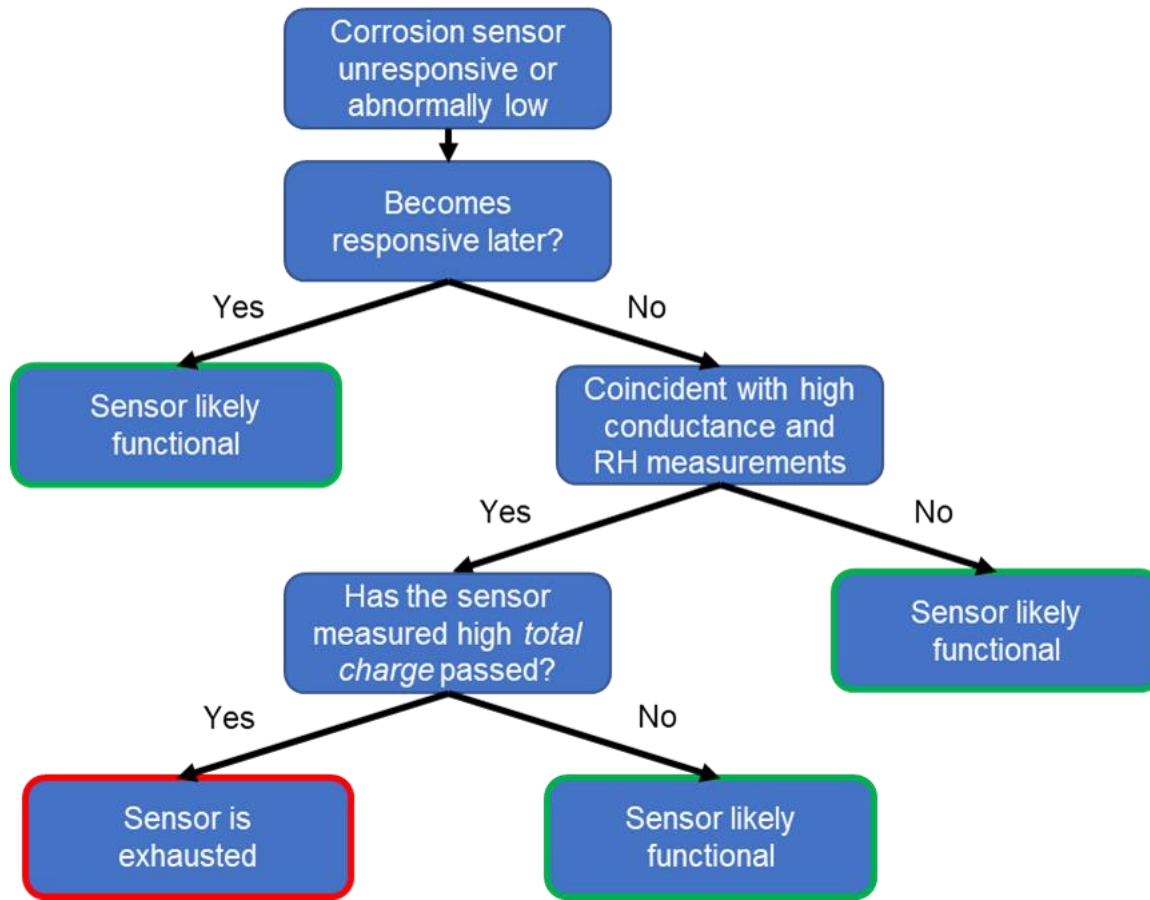 Corrosion sensor
unresponsive or
abnormally low
Becomes
responsive later?
Yes
No
Sensor likely
functional
Coincident with high
conductance and
RH measurements
Yes
No
Has the sensor
measured high total
charge passed?
Sensor likely
functional
Yes
No
Sensor is
exhausted
Sensor likely
functional